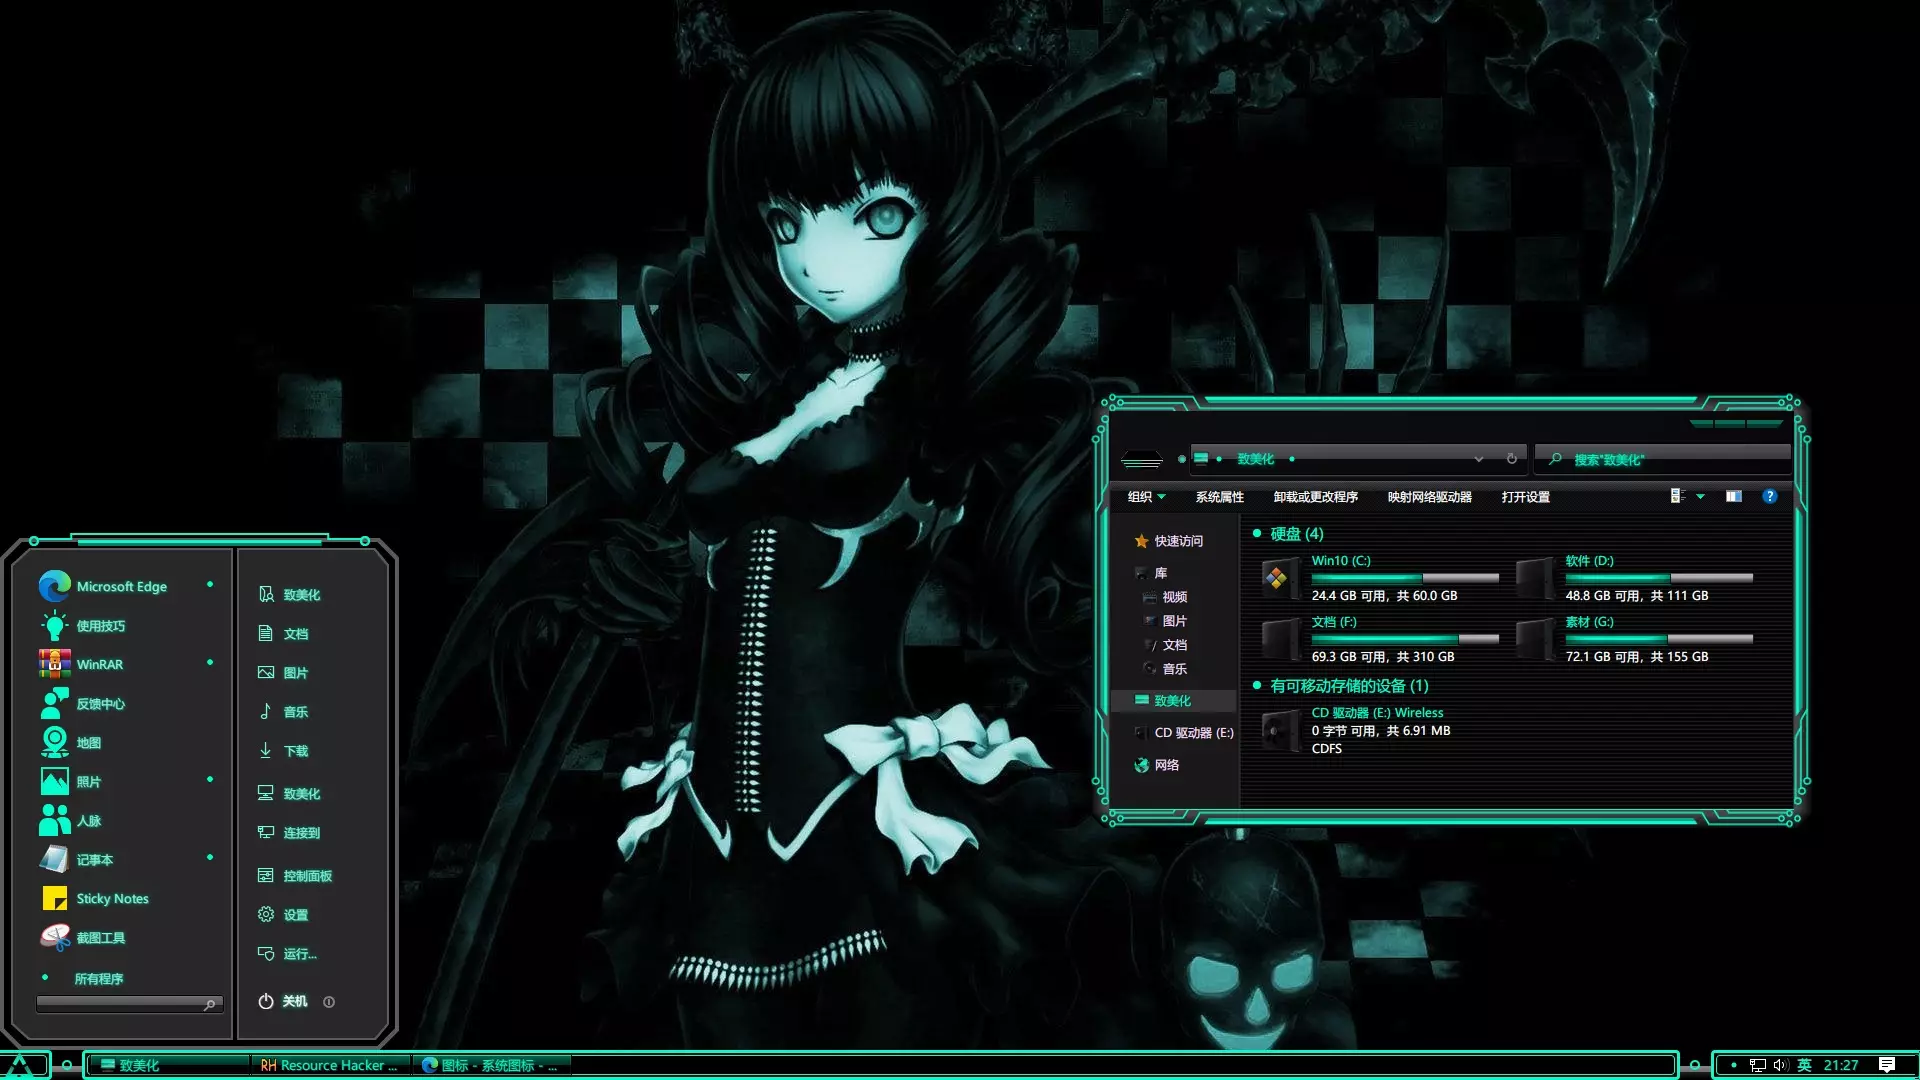 致美化
搜索"致美化"
组织 系统属性 卸载或更改程序 映射网络驱动器 打开设置
快速访问
库
视频
图片
文档
音乐
致美化
CD 驱动器 (E:)
网络
硬盘 (4)
Win10 (C:)
24.4 GB 可用，共 60.0 GB
软件 (D:)
48.8 GB 可用，共 111 GB
文档 (F:)
69.3 GB 可用，共 310 GB
素材 (G:)
72.1 GB 可用，共 155 GB
有可移动存储的设备 (1)
CD 驱动器 (E:) Wireless
0 字节 可用，共 6.91 MB
CDFS
Microsoft Edge
使用技巧
WinRAR
反馈中心
地图
照片
人脉
记事本
Sticky Notes
截图工具
所有程序
致美化
文档
图片
音乐
下载
致美化
连接到
控制面板
设置
运行...
关机
致美化
RH Resource Hacker ...
图标 - 系统图标 - ...
英 21:27